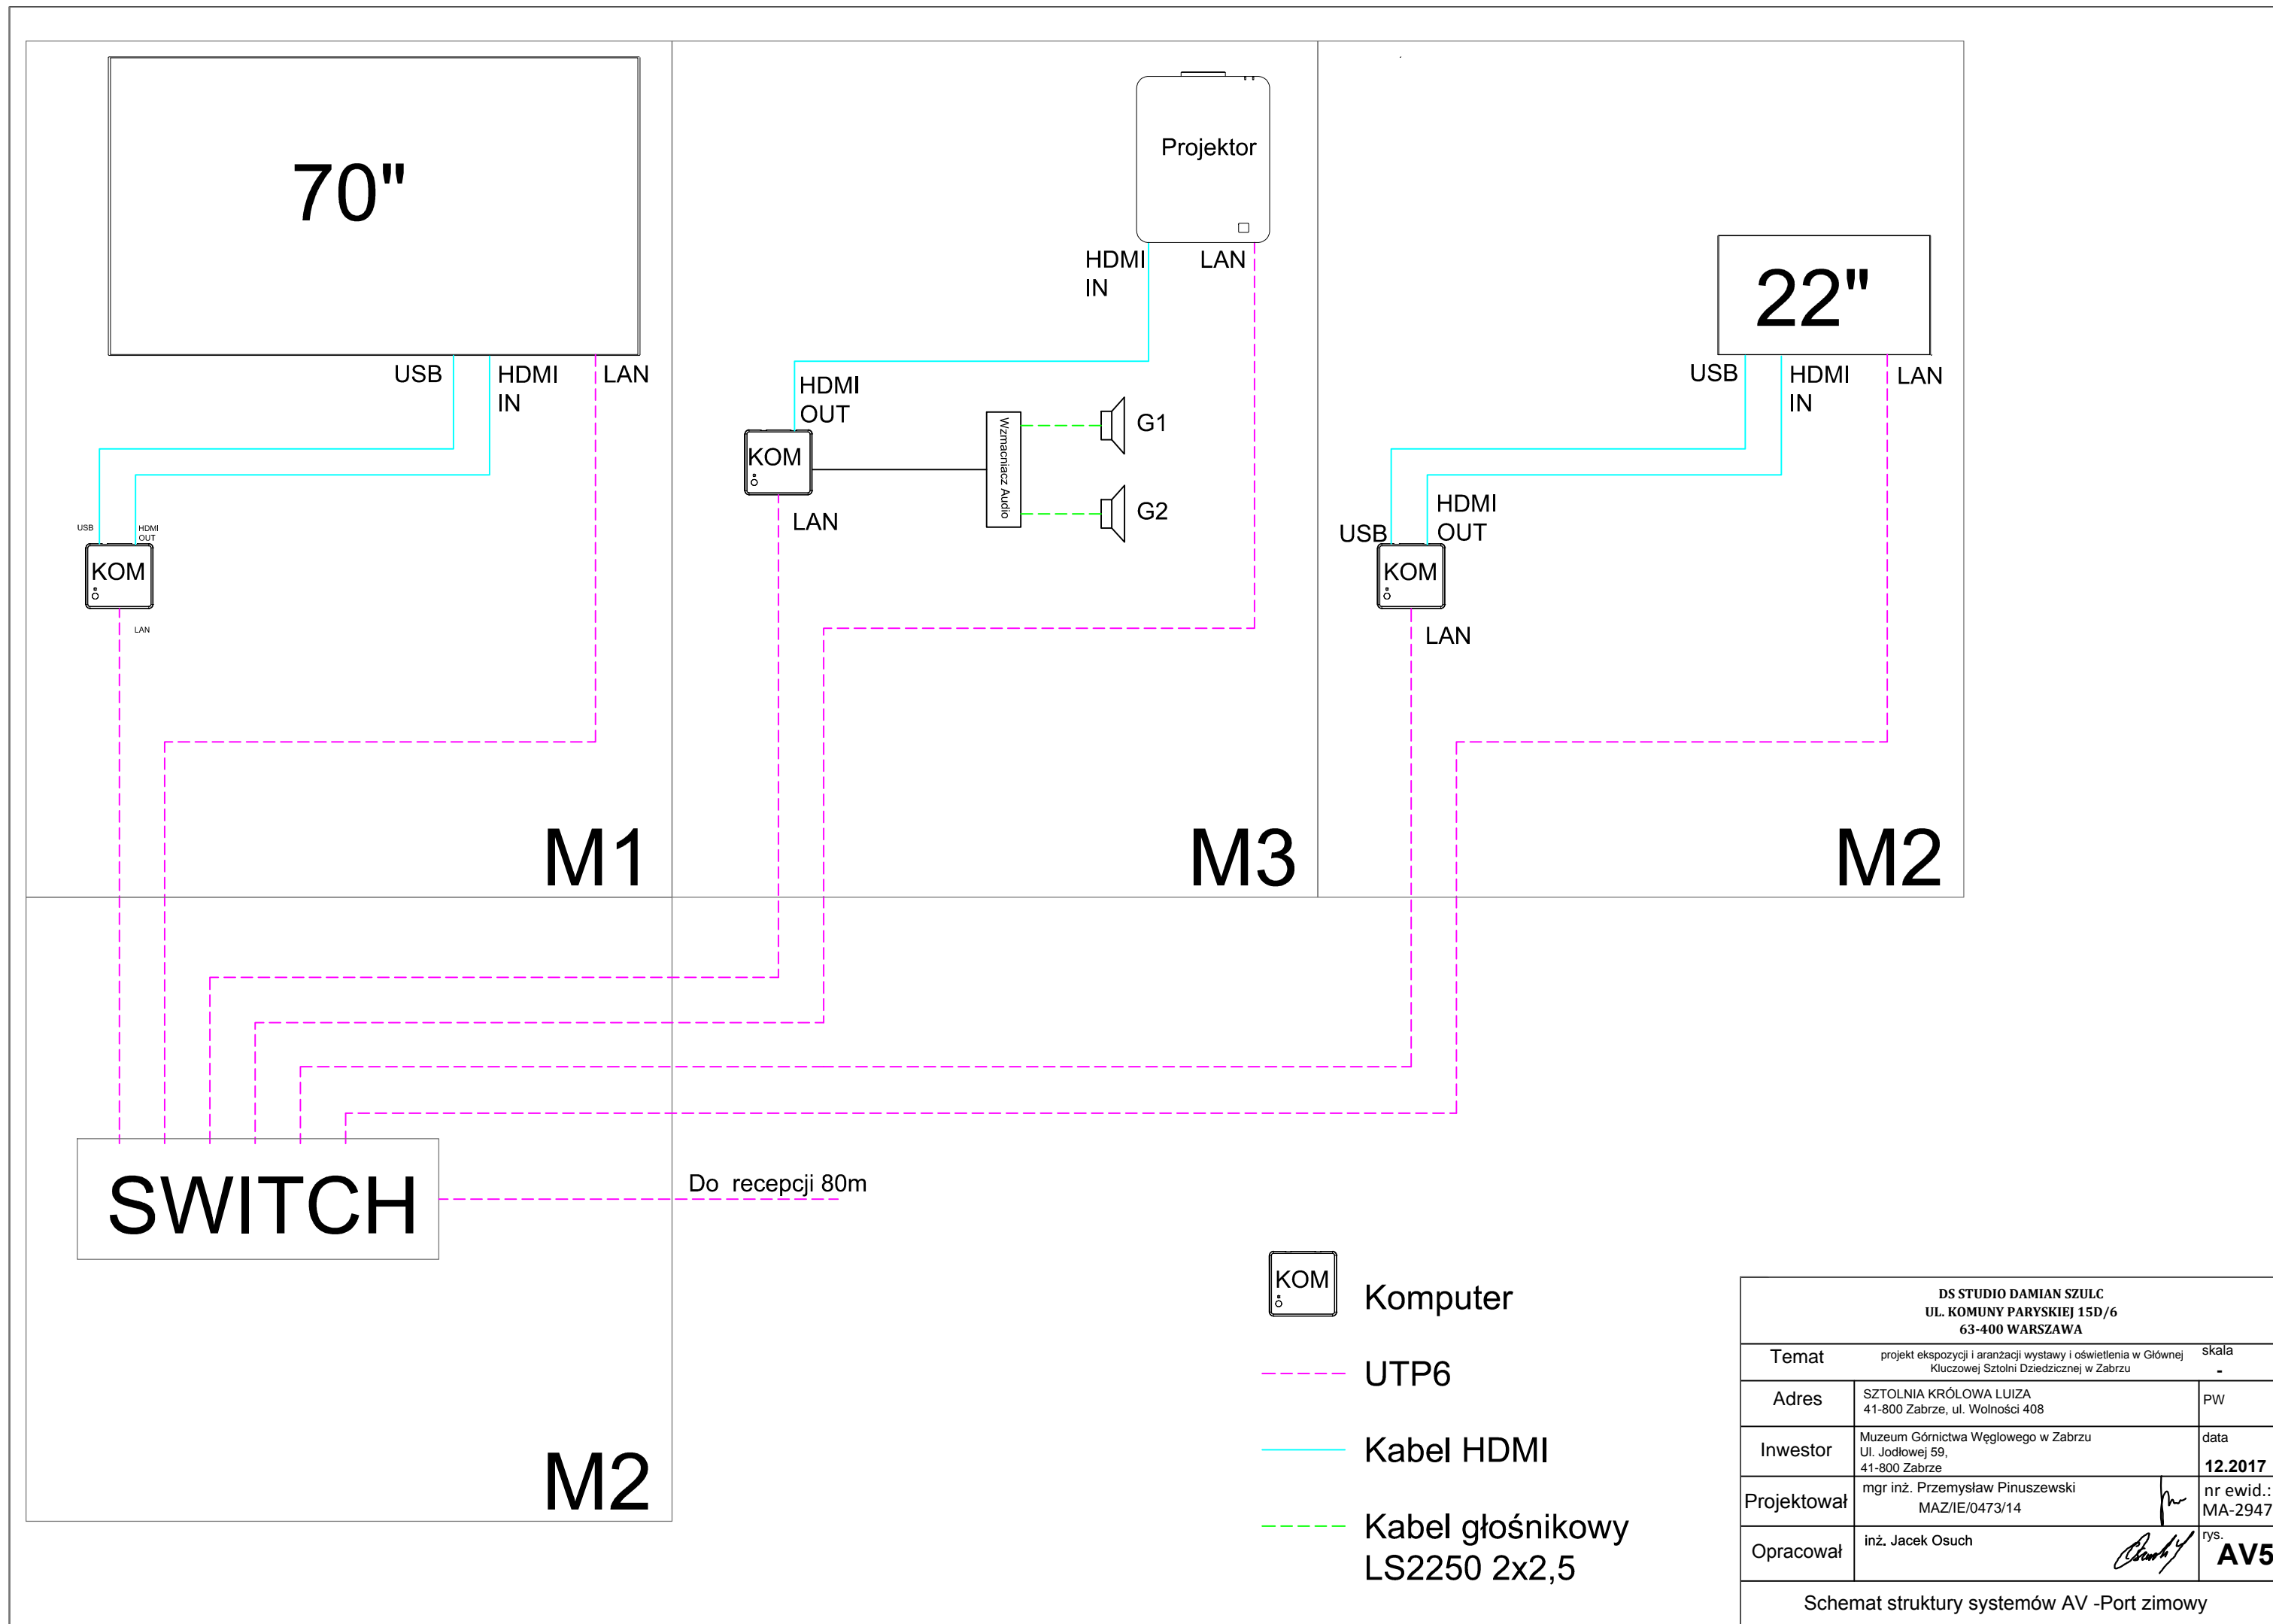 70"
USB
HDMI
IN
LAN
USB
HDMI
OUT
KOM
LAN
M1
Projektor
HDMI
IN
LAN
HDMI
OUT
KOM
LAN
Wzmacniacz Audio
G1
G2
M3
22"
USB
HDMI
IN
LAN
USB
HDMI
OUT
KOM
LAN
M2
SWITCH
Do recepcji 80m
M2
KOM
Komputer
UTP6
Kabel HDMI
Kabel głośnikowy
LS2250 2x2,5
DS STUDIO DAMIAN SZULC
UL. KOMUNY PARYSKIEJ 15D/6
63-400 WARSZAWA
Temat
projekt ekspozycji i aranżacji wystawy i oświetlenia w Głównej
Kluczowej Sztolni Dziedzicznej w Zabrzu
skala
-
Adres
SZTOLNIA KRÓLOWA LUIZA
41-800 Zabrze, ul. Wolności 408
PW
Inwestor
Muzeum Górnictwa Węglowego w Zabrzu
Ul. Jodłowej 59,
41-800 Zabrze
data
12.2017
Projektował
mgr inż. Przemysław Pinuszewski
MAZ/IE/0473/14
nr ewid.:
MA-2947
Opracował
inż. Jacek Osuch
rys.
AV5
Schemat struktury systemów AV -Port zimowy